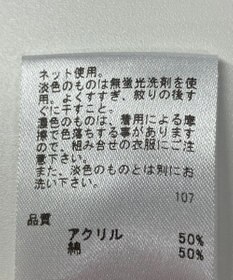 ネット使用。
淡色のものは無蛍光洗剤を使
用。よくすすぎ、絞りの後す
ぐに干すこと。
濃色のものは、着用による摩
擦で色落ちする事があります
ので、組み合せの衣服にご注
意下さい。
また、淡色のものとは別にお
洗い下さい。
107
品質
アクリル 50%
綿 50%